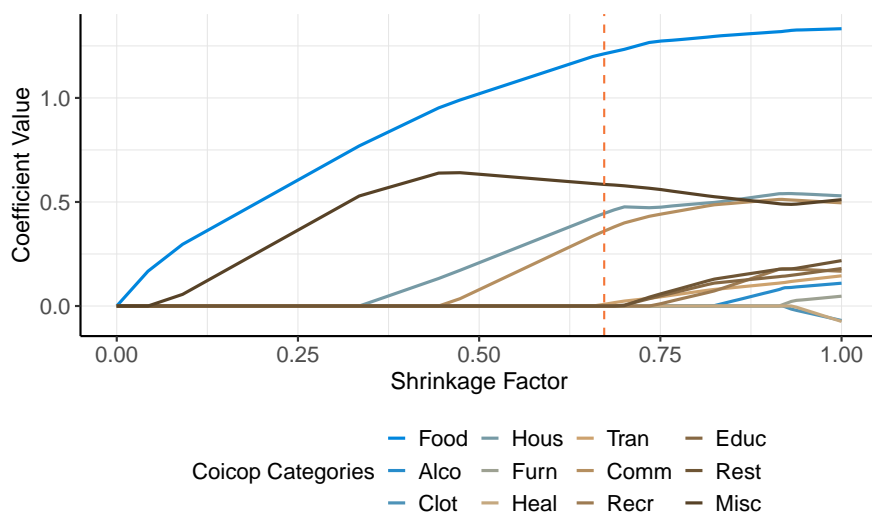 Coefficient Value
1.0
0.5
0.0
0.00 0.25 0.50 0.75 1.00
Shrinkage Factor
Coicop Categories
Food Hous Tran Educ
Alco Furn Comm Rest
Clot Heal Recr Misc